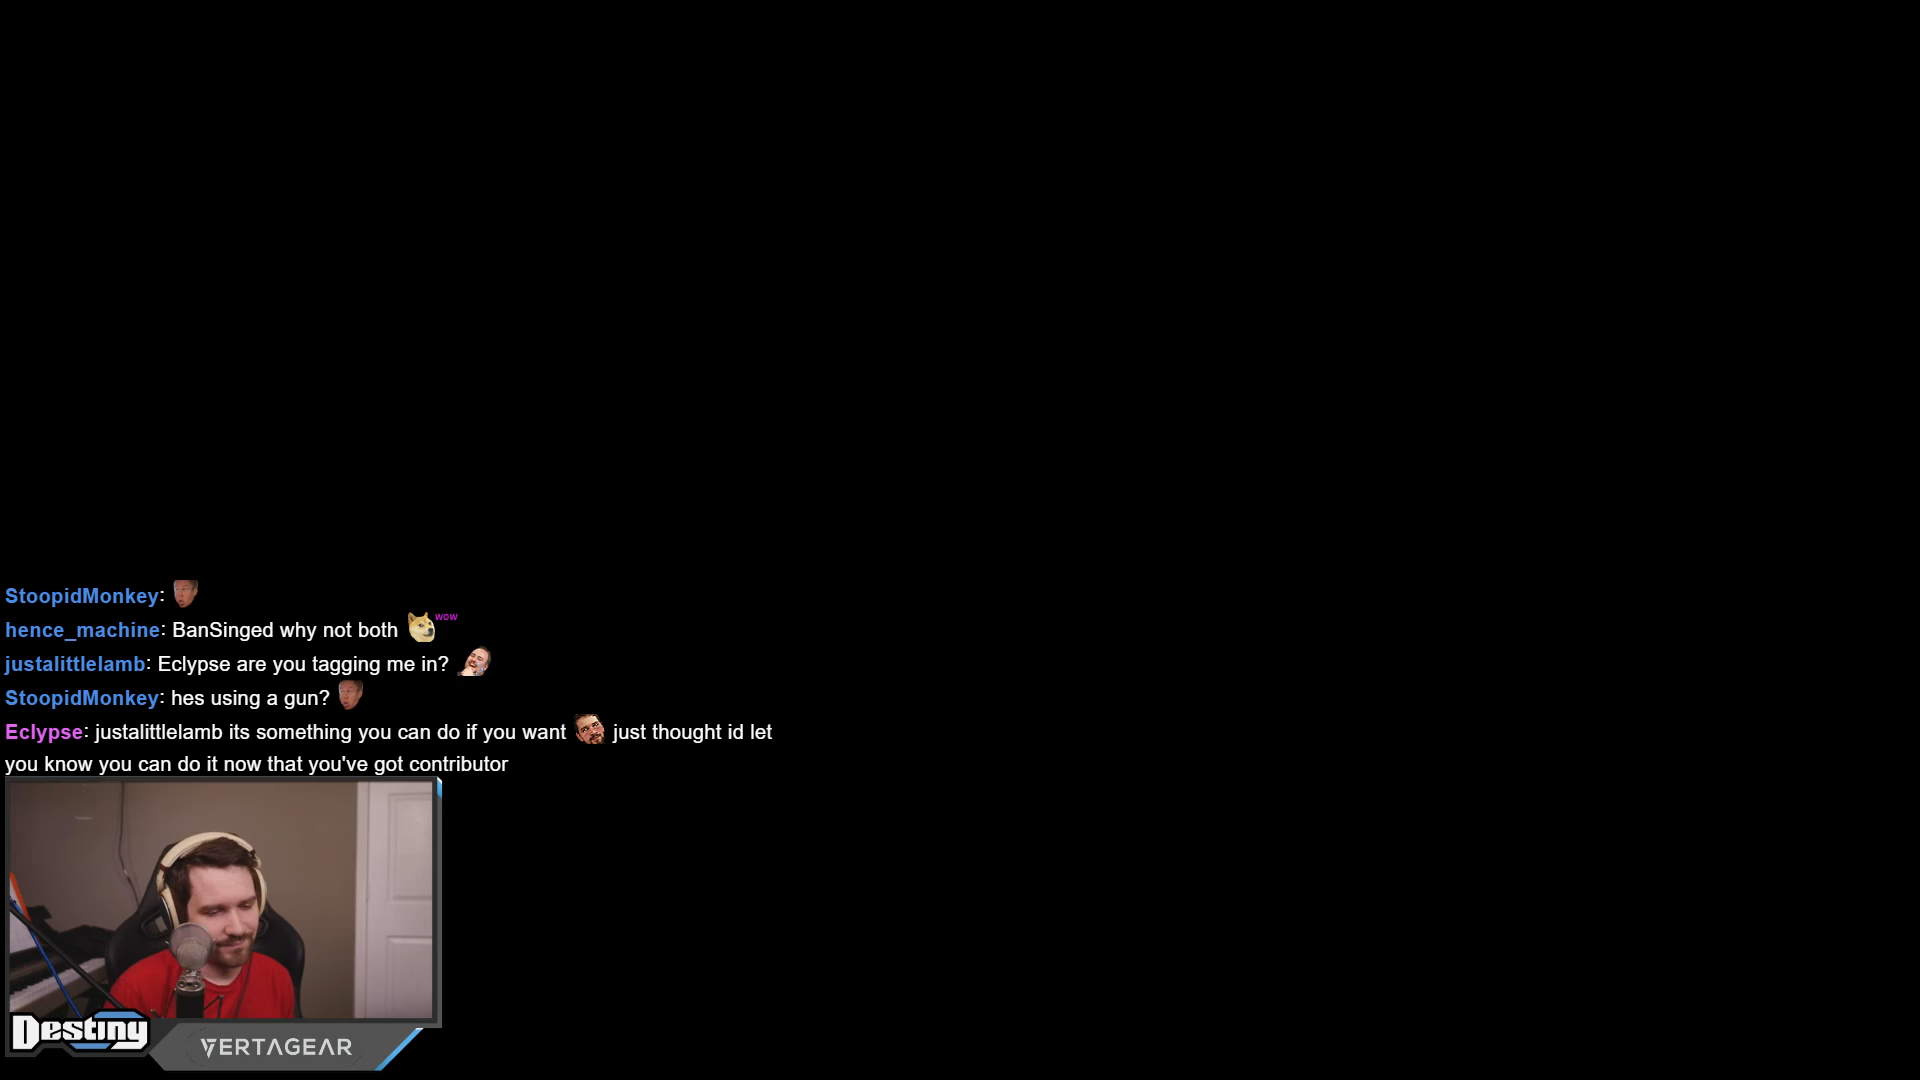 StoopidMonkey:
hence_machine: BanSinged why not both wow
justalittlelamb: Eclypse are you tagging me in?
StoopidMonkey: hes using a gun?
Eclypse: justalittlelamb its something you can do if you want just thought id let
you know you can do it now that you've got contributor
Destiny
VERTAGEAR